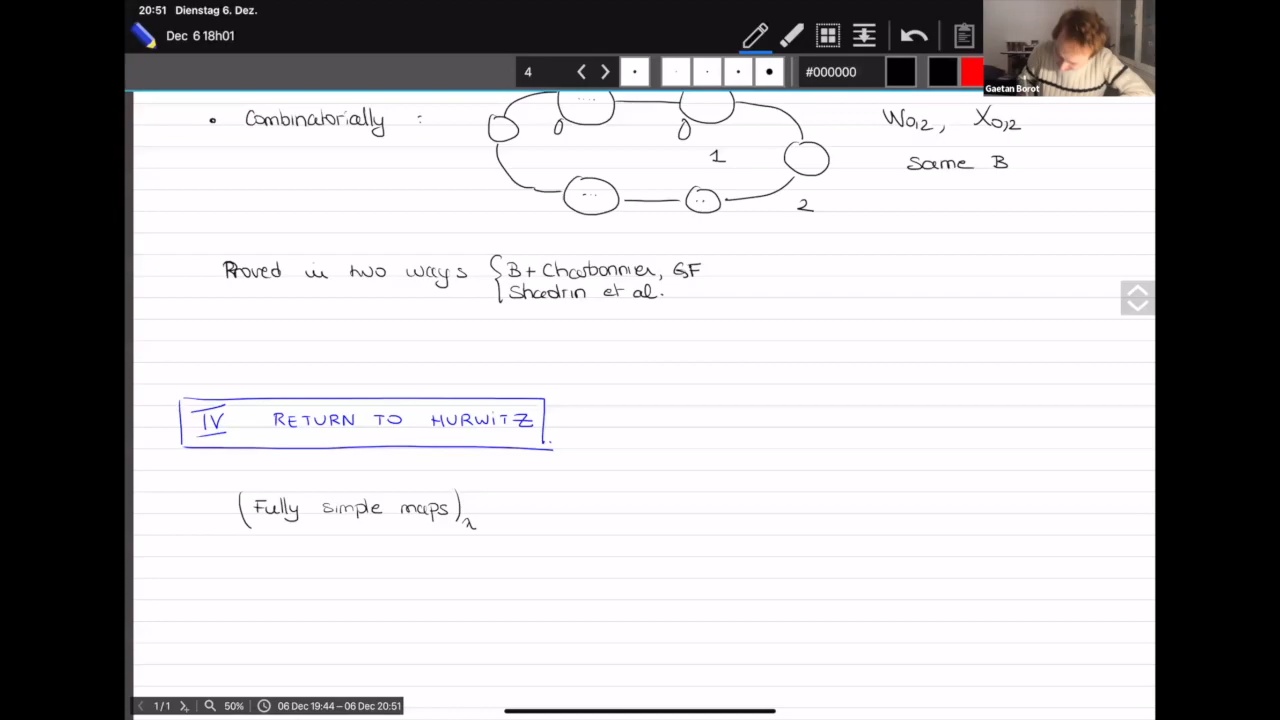 20:51 Dienstag 6. Dez.
Dec 6 18h01
4
#000000
Gaetan Borot
• Combinatorially :
0 0
1
2
W0,2, X0,2
Same B
Proved in two ways { B + Charbonnier, GF
Shadrin et al.
IV RETURN TO HURWITZ
(Fully simple maps)λ
1/1 50% 06 Dec 19:44 – 06 Dec 20:51